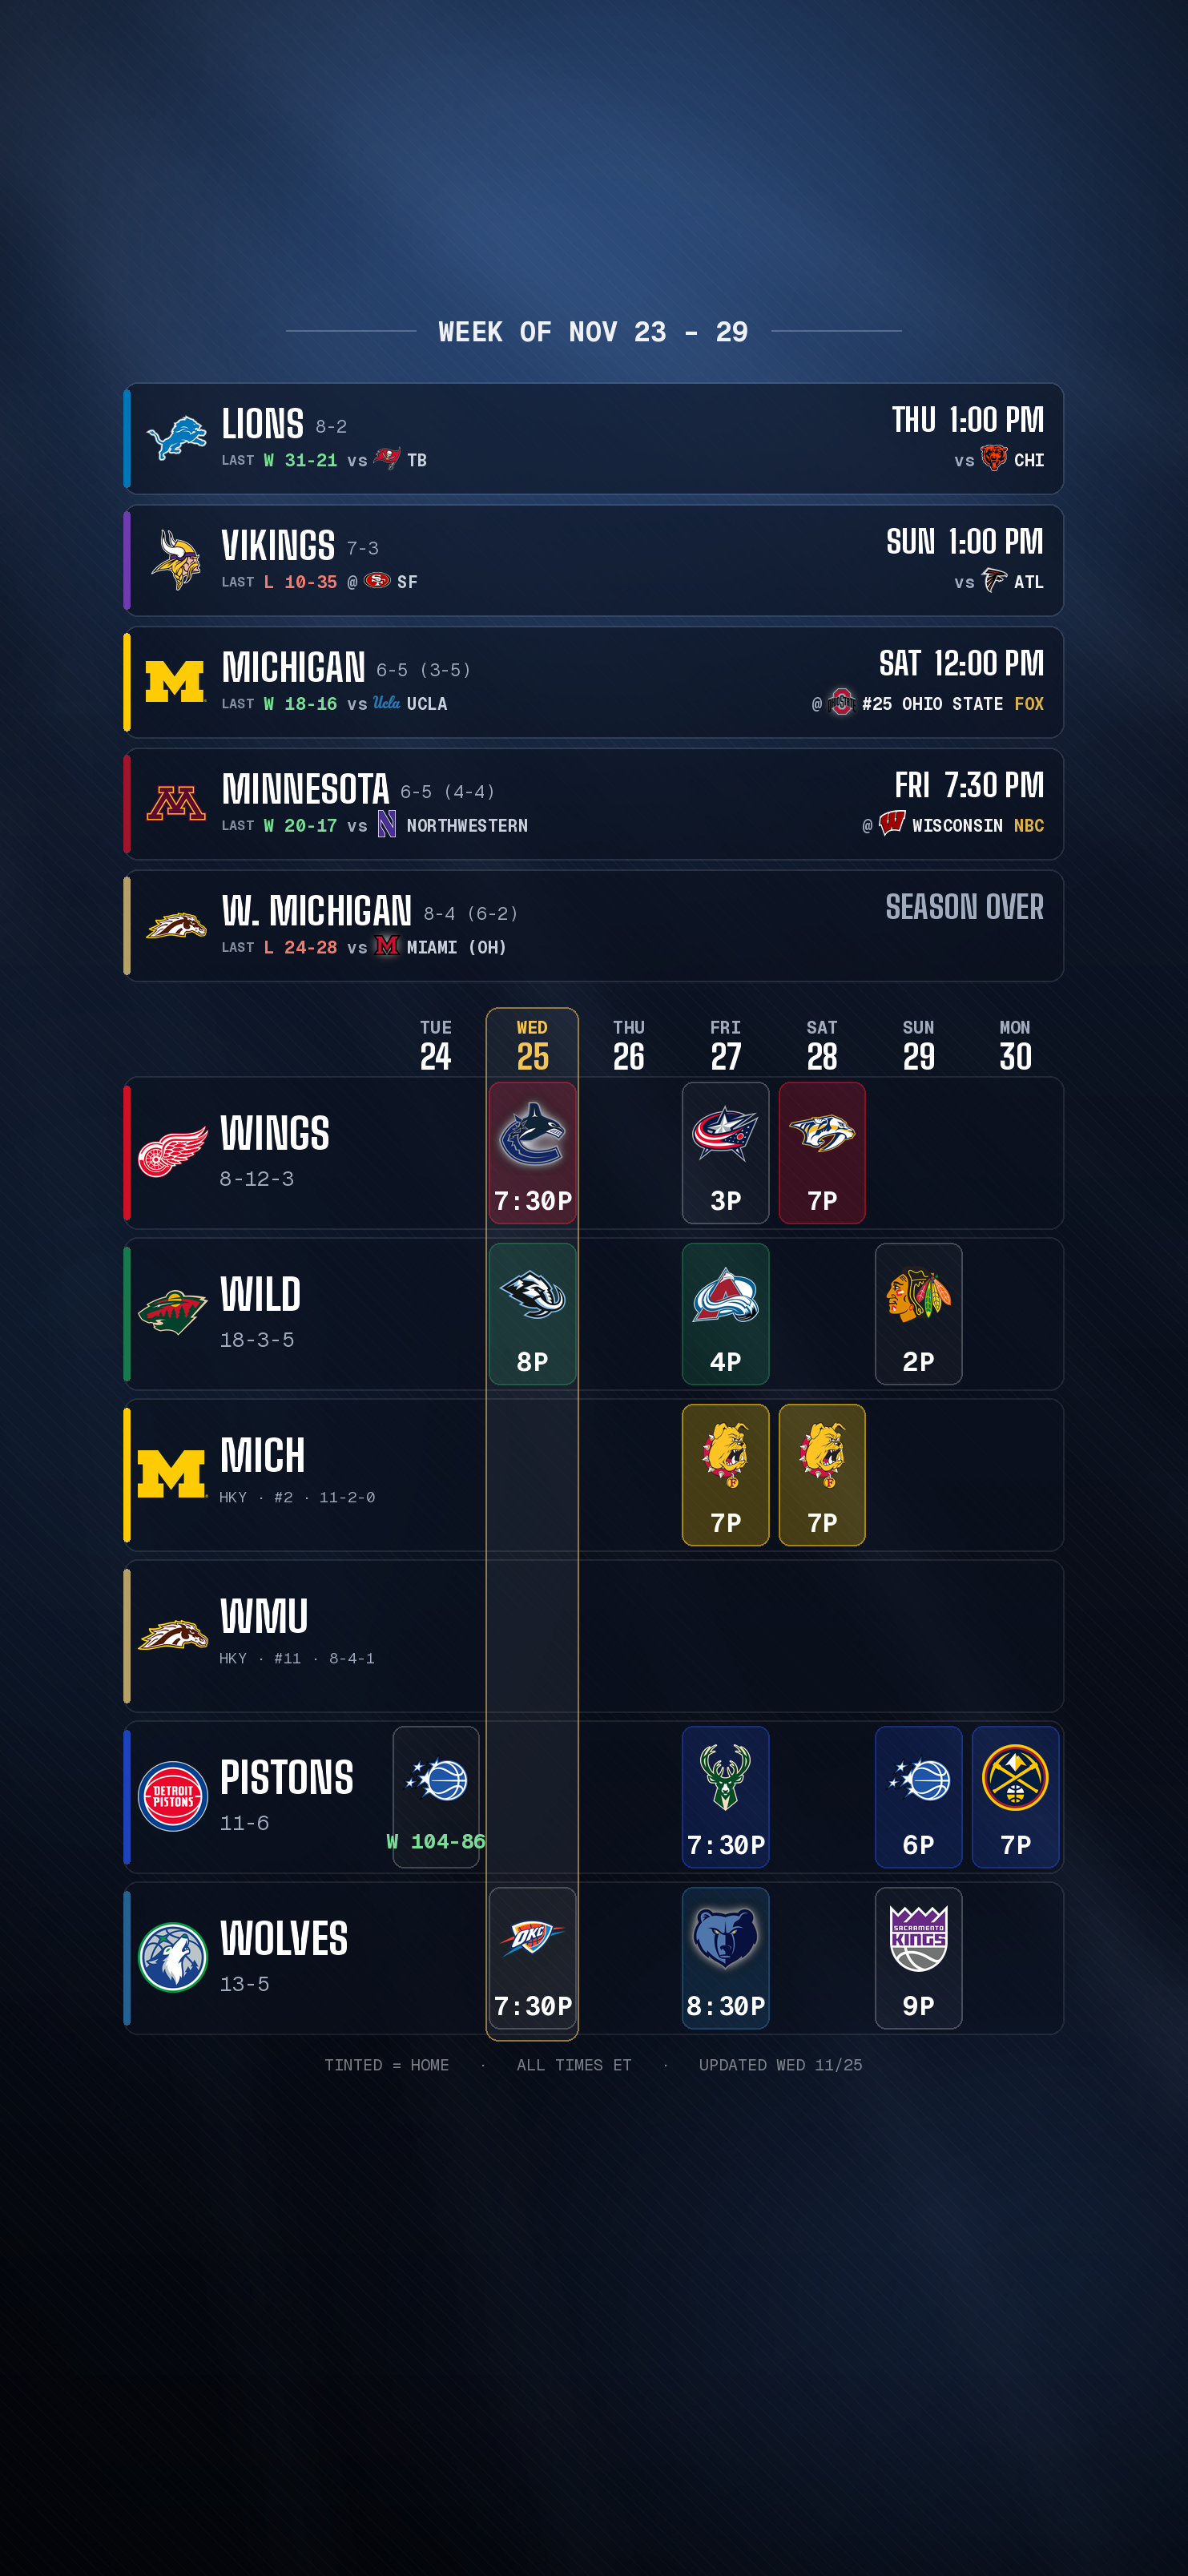 WEEK OF NOV 23 – 29
LIONS 8-2
LAST W 31-21 vs TB
THU 1:00 PM
vs CHI
VIKINGS 7-3
LAST L 10-35 @ SF
SUN 1:00 PM
vs ATL
MICHIGAN 6-5 (3-5)
LAST W 18-16 vs Ucla UCLA
SAT 12:00 PM
@ #25 OHIO STATE FOX
MINNESOTA 6-5 (4-4)
LAST W 20-17 vs NORTHWESTERN
FRI 7:30 PM
@ WISCONSIN NBC
W. MICHIGAN 8-4 (6-2)
LAST L 24-28 vs MIAMI (OH)
SEASON OVER
TUE WED THU FRI SAT SUN MON
24 25 26 27 28 29 30
WINGS
8-12-3
7:30P 3P 7P
WILD
18-3-5
8P 4P 2P
MICH
HKY · #2 · 11-2-0
7P 7P
WMU
HKY · #11 · 8-4-1
DETROIT PISTONS
PISTONS
11-6
W 104-86 7:30P 6P 7P
WOLVES
13-5
OKC
SACRAMENTO KINGS
7:30P 8:30P 9P
TINTED = HOME · ALL TIMES ET · UPDATED WED 11/25